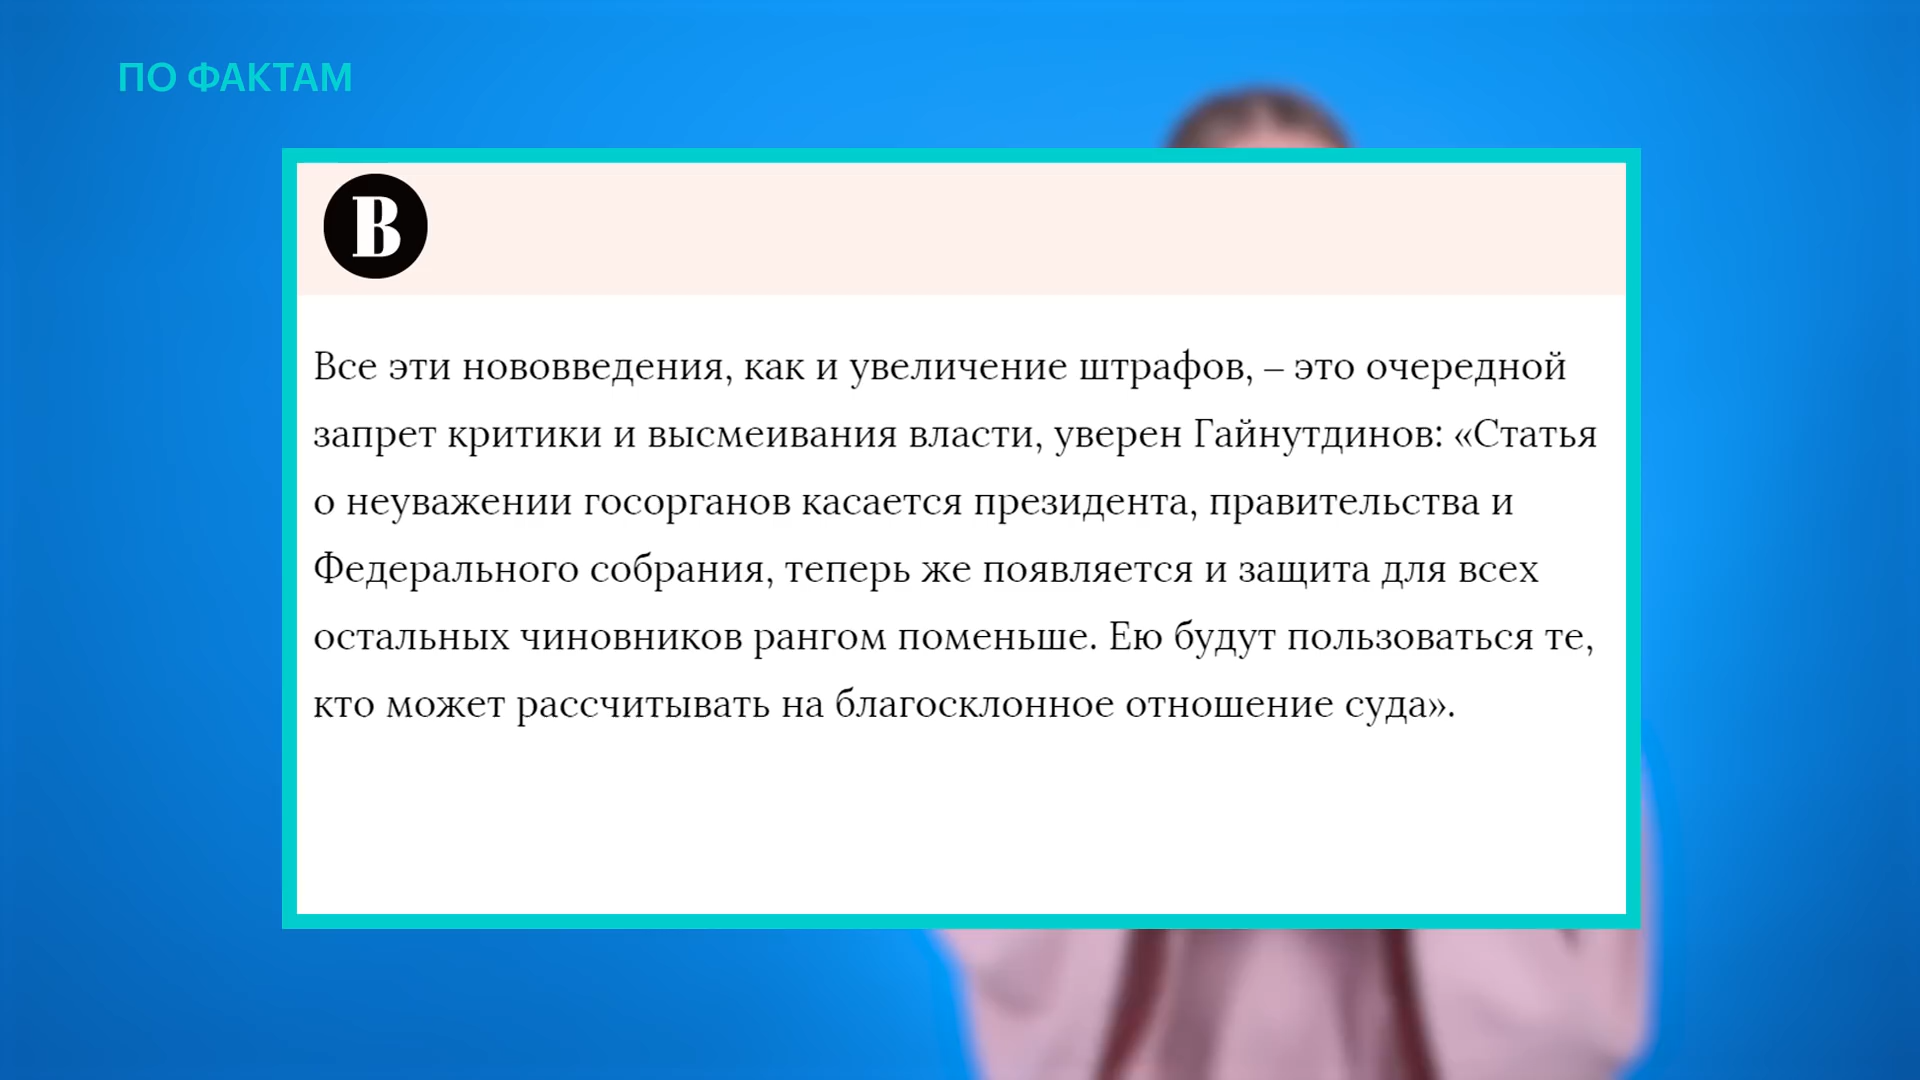 ПО ФАКТАМ
В
Все эти нововведения, как и увеличение штрафов, – это очередной
запрет критики и высмеивания власти, уверен Гайнутдинов: «Статья
о неуважении госорганов касается президента, правительства и
Федерального собрания, теперь же появляется и защита для всех
остальных чиновников рангом поменьше. Ею будут пользоваться те,
кто может рассчитывать на благосклонное отношение суда».